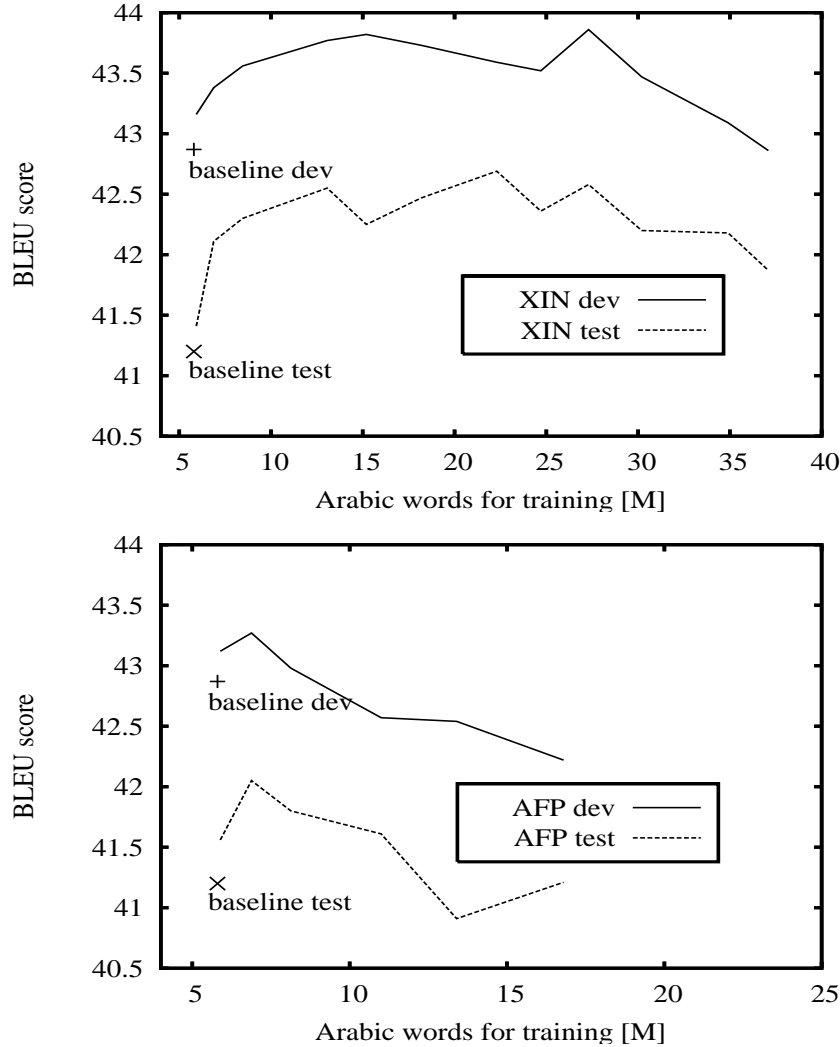 44
43.5
43
42.5
42
41.5
41
40.5
BLEU score
baseline dev
baseline test
XIN dev
XIN test
5 10 15 20 25 30 35 40
Arabic words for training [M]
44
43.5
43
42.5
42
41.5
41
40.5
BLEU score
baseline dev
baseline test
AFP dev
AFP test
5 10 15 20 25
Arabic words for training [M]